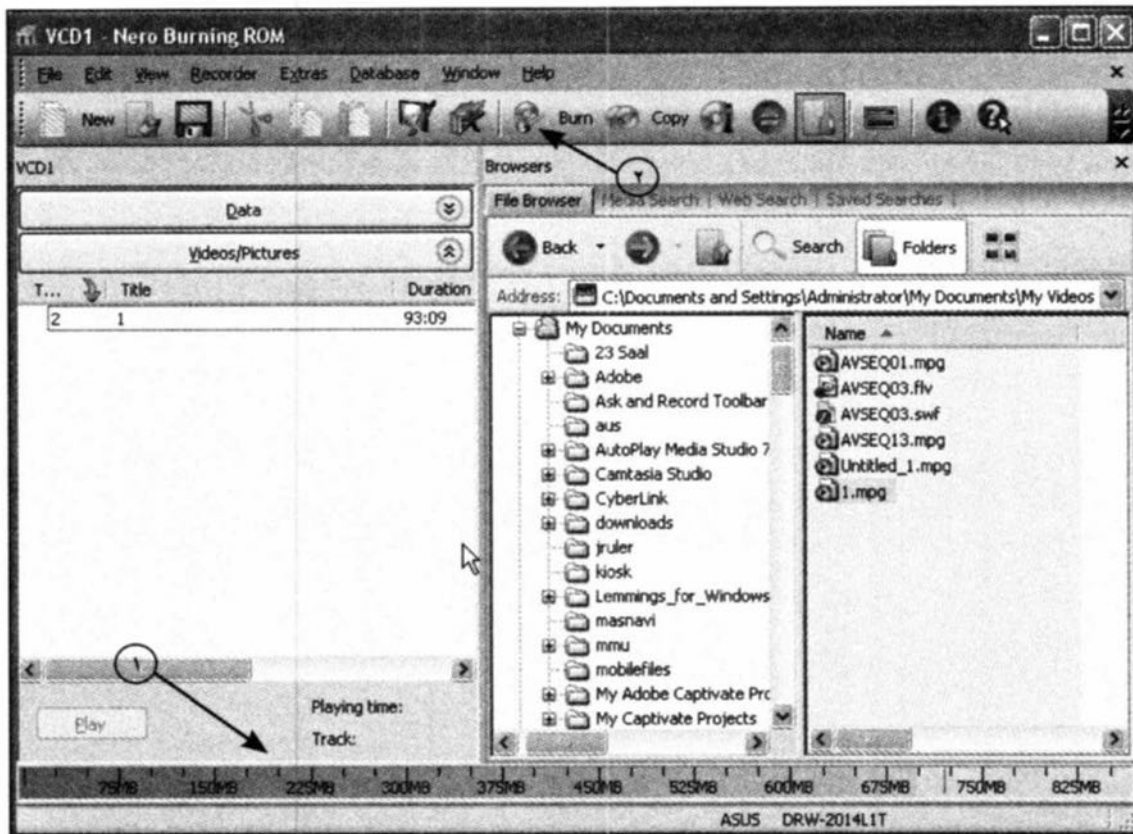 VCD1 - Nero Burning ROM
File Edit View Recorder Extras Database Window Help
New Burn Copy
VCD1
Browsers
۲
Data
File Browser Media Search Web Search Saved Searches
Videos/Pictures
Back Search Folders
T... Title Duration
Address: C:\Documents and Settings\Administrator\My Documents\My Videos
2 1 93:09
My Documents
23 Saal
Adobe
Ask and Record Toolbar
aus
AutoPlay Media Studio 7
Camtasia Studio
CyberLink
downloads
jruler
kiosk
Lemmings_for_Windows
masnavi
mmu
mobilefiles
My Adobe Captivate Prc
My Captivate Projects
Name
AVSEQ01.mpg
AVSEQ03.flv
AVSEQ03.swf
AVSEQ13.mpg
Untitled_1.mpg
1.mpg
۱
Play
Playing time:
Track:
75MB 150MB 225MB 300MB 375MB 450MB 525MB 600MB 675MB 750MB 825MB
ASUS DRW-2014L1T